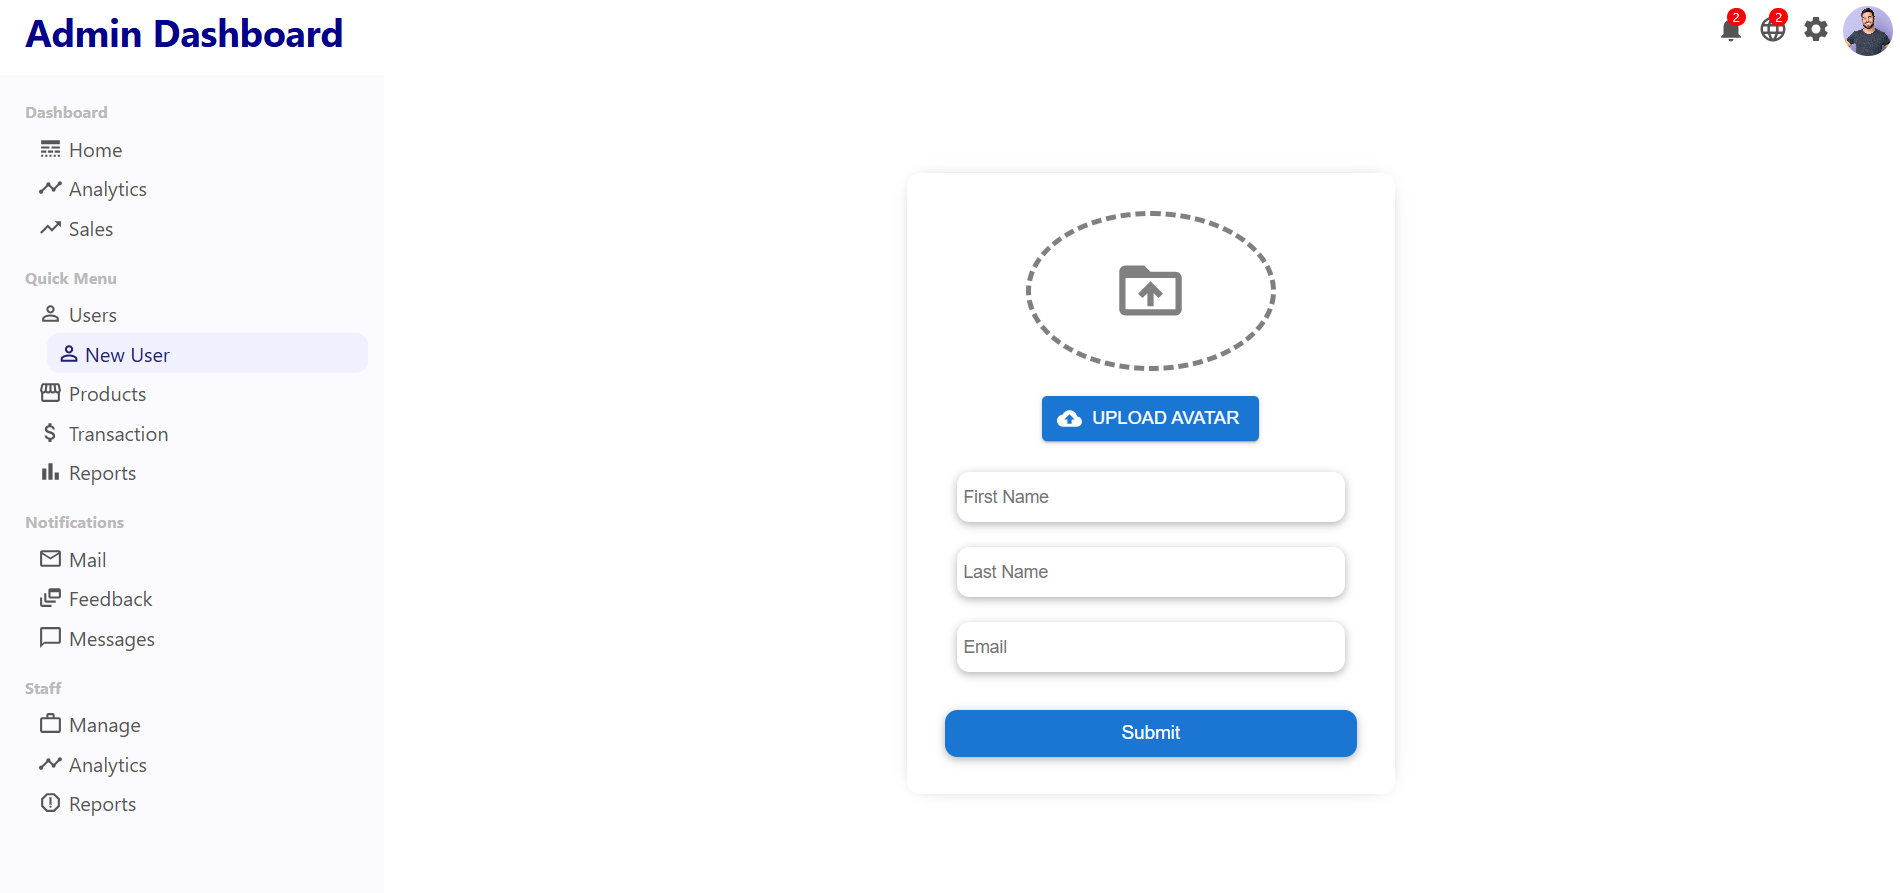 Admin Dashboard
2
2
Dashboard
Home
Analytics
Sales
Quick Menu
Users
New User
Products
Transaction
Reports
Notifications
Mail
Feedback
Messages
Staff
Manage
Analytics
Reports
UPLOAD AVATAR
First Name
Last Name
Email
Submit